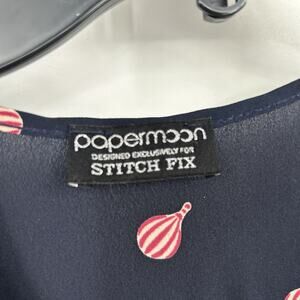 papermoon
DESIGNED EXCLUSIVELY FOR
STITCH FIX